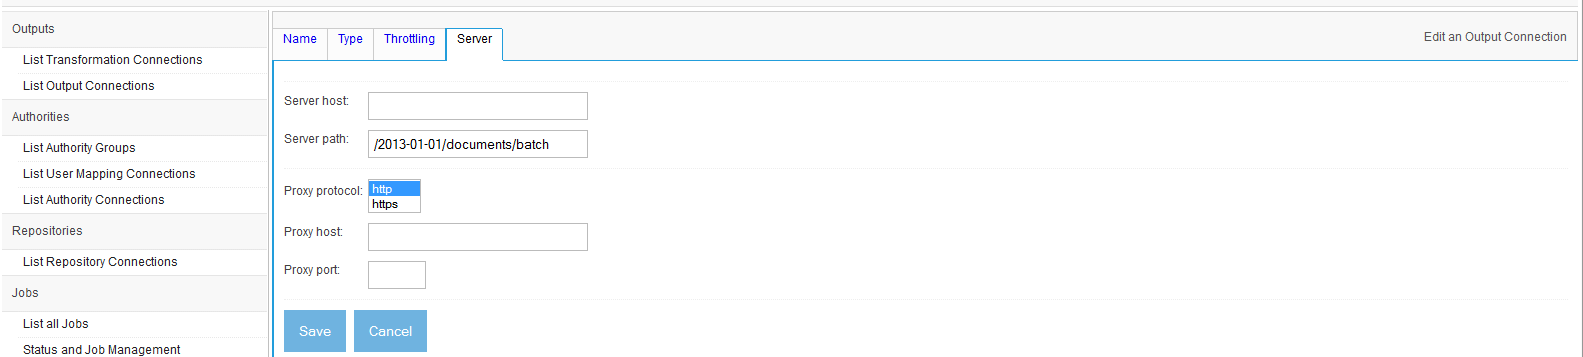 Outputs
List Transformation Connections
List Output Connections
Authorities
List Authority Groups
List User Mapping Connections
List Authority Connections
Repositories
List Repository Connections
Jobs
List all Jobs
Status and Job Management
Name Type Throttling Server
Edit an Output Connection
Server host:
Server path: /2013-01-01/documents/batch
Proxy protocol: http
https
Proxy host:
Proxy port:
Save Cancel